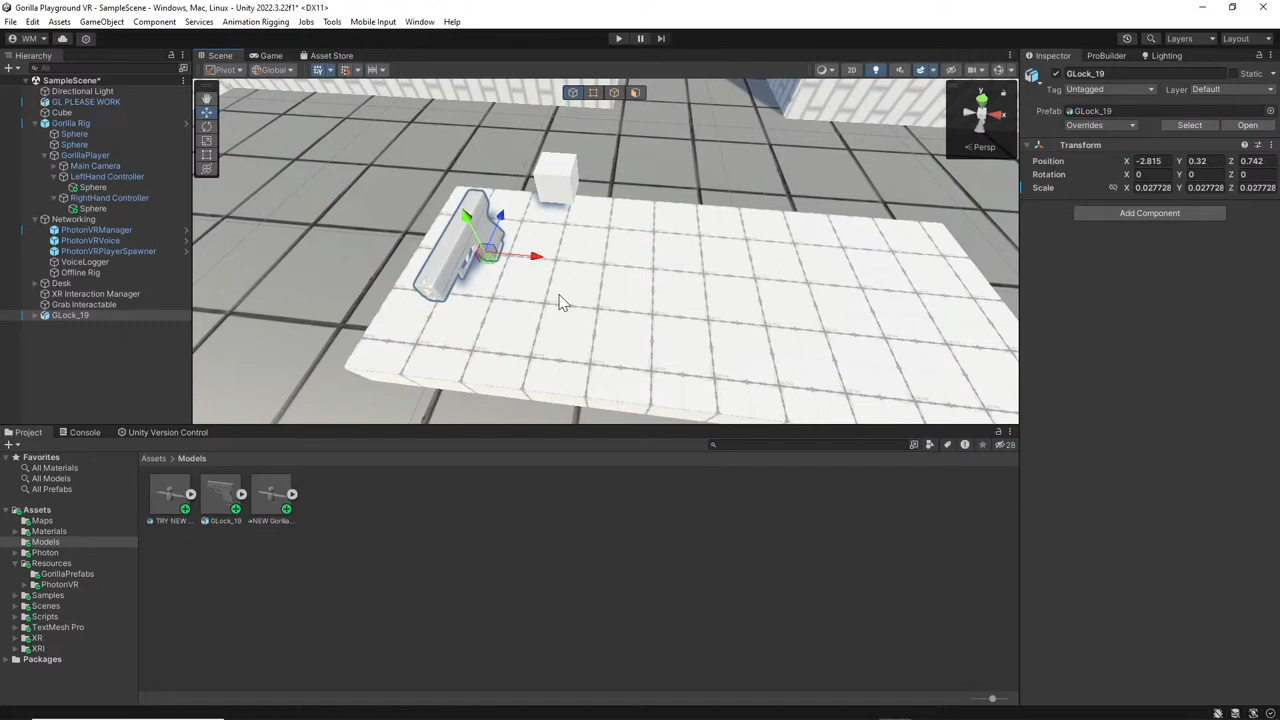 Gorilla Playground VR - SampleScene - Windows, Mac, Linux - Unity 2022.3.22f1* <DX11>
File Edit Assets GameObject Component Services Animation Rigging Jobs Tools Mobile Input Window Help
WM Layers Layout
Hierarchy Scene Game Asset Store Inspector ProBuilder Lighting
All Pivot Global 2D
SampleScene*
Directional Light
GL PLEASE WORK
Cube
Gorilla Rig
Sphere
Sphere
GorillaPlayer
Main Camera
LeftHand Controller
Sphere
RightHand Controller
Sphere
Networking
PhotonVRManager
PhotonVRVoice
PhotonVRPlayerSpawner
VoiceLogger
Offline Rig
Desk
XR Interaction Manager
Grab Interactable
GLock_19
y
x
Persp
GLock_19 Static
Tag Untagged Layer Default
Prefab GLock_19
Overrides Select Open
Transform
Position X -2.815 Y 0.32 Z 0.742
Rotation X 0 Y 0 Z 0
Scale X 0.027728 Y 0.027728 Z 0.027728
Add Component
Project Console Unity Version Control
28
Favorites
All Materials
All Models
All Prefabs
Assets
Maps
Materials
Models
Photon
Resources
GorillaPrefabs
PhotonVR
Samples
Scenes
Scripts
TextMesh Pro
XR
XRI
Packages
Assets > Models
TRY NEW ... GLock_19 NEW Gorilla...